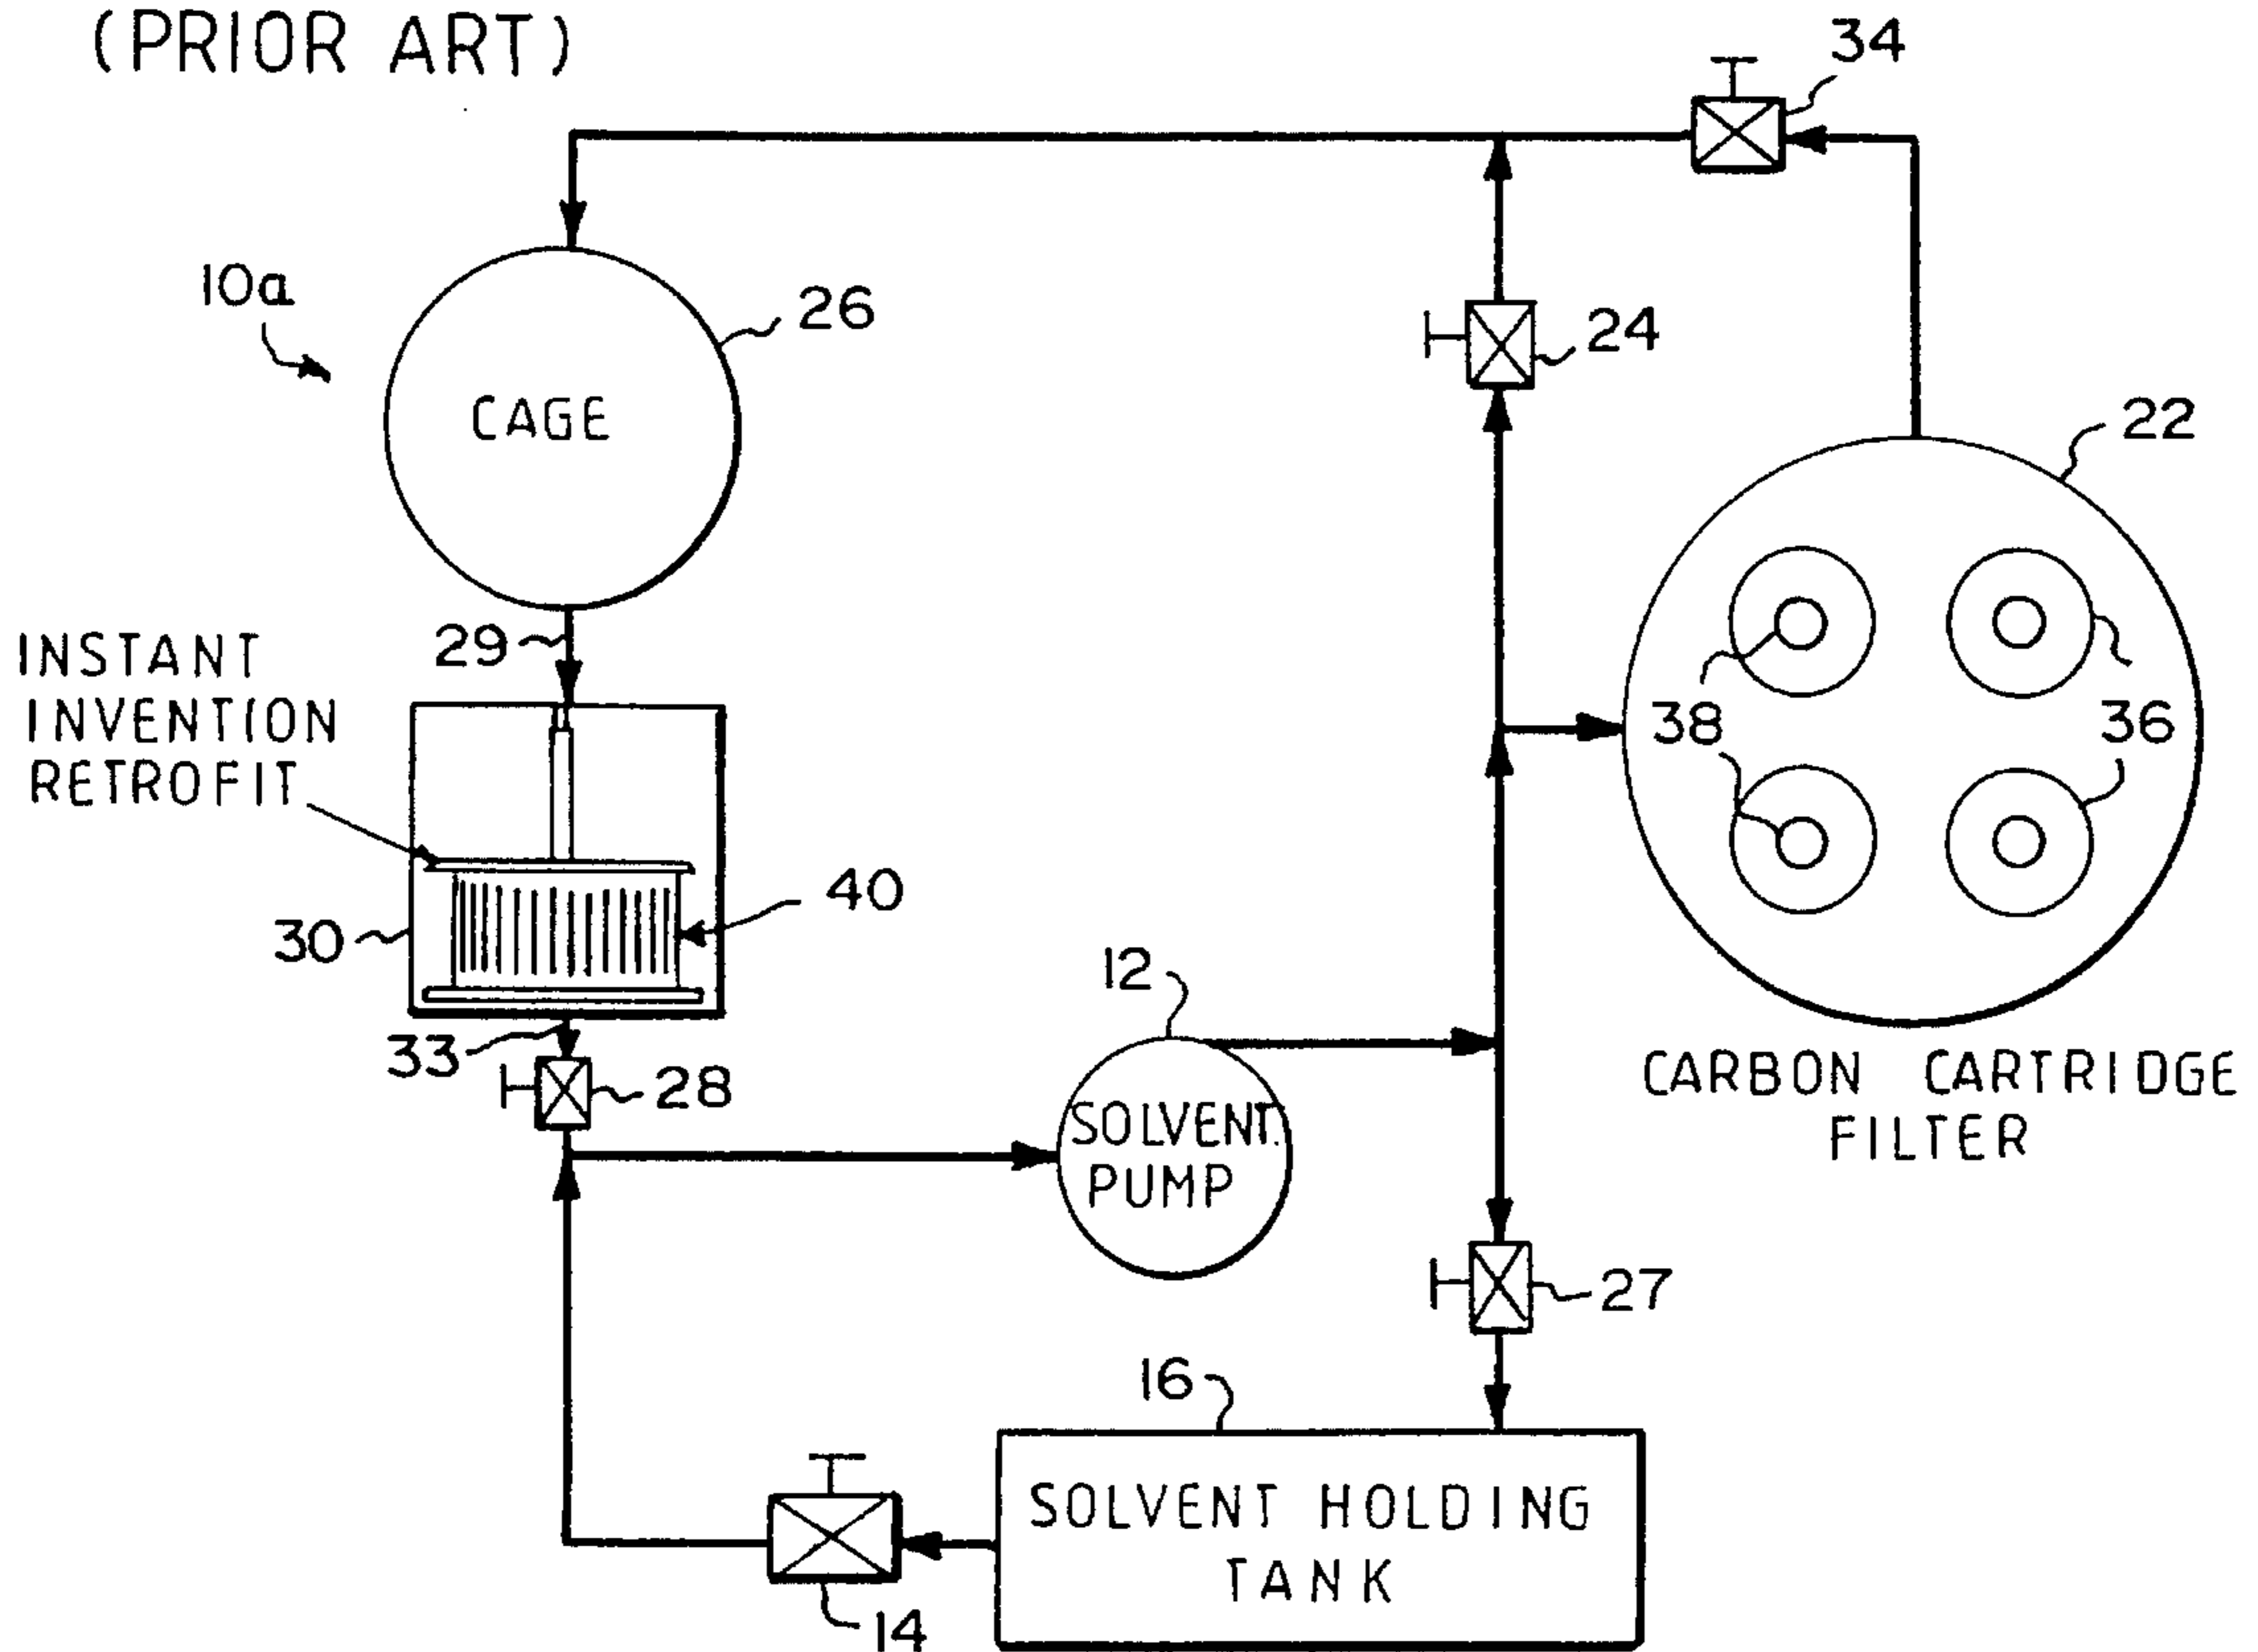 (PRIOR ART)
34
10a
26
24
CAGE
22
29
INSTANT
INVENTION
RETROFIT
38
36
40
30
12
33
28
CARBON CARTRIDGE
FILTER
SOLVENT
PUMP
27
16
SOLVENT HOLDING
TANK
14